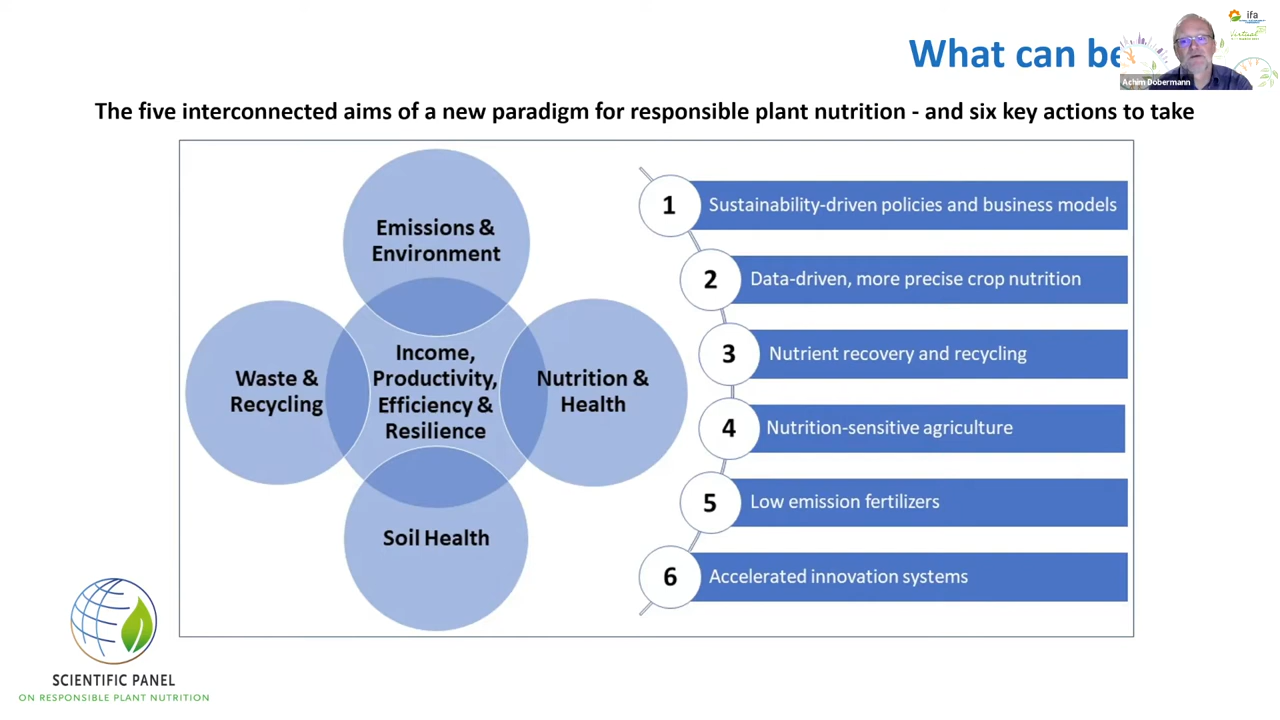 What can be
ifa
Virtual
Achim Dobermann
The five interconnected aims of a new paradigm for responsible plant nutrition - and six key actions to take
Emissions &
Environment
Waste &
Recycling
Income,
Productivity,
Efficiency &
Resilience
Nutrition &
Health
Soil Health
1 Sustainability-driven policies and business models
2 Data-driven, more precise crop nutrition
3 Nutrient recovery and recycling
4 Nutrition-sensitive agriculture
5 Low emission fertilizers
6 Accelerated innovation systems
SCIENTIFIC PANEL
ON RESPONSIBLE PLANT NUTRITION